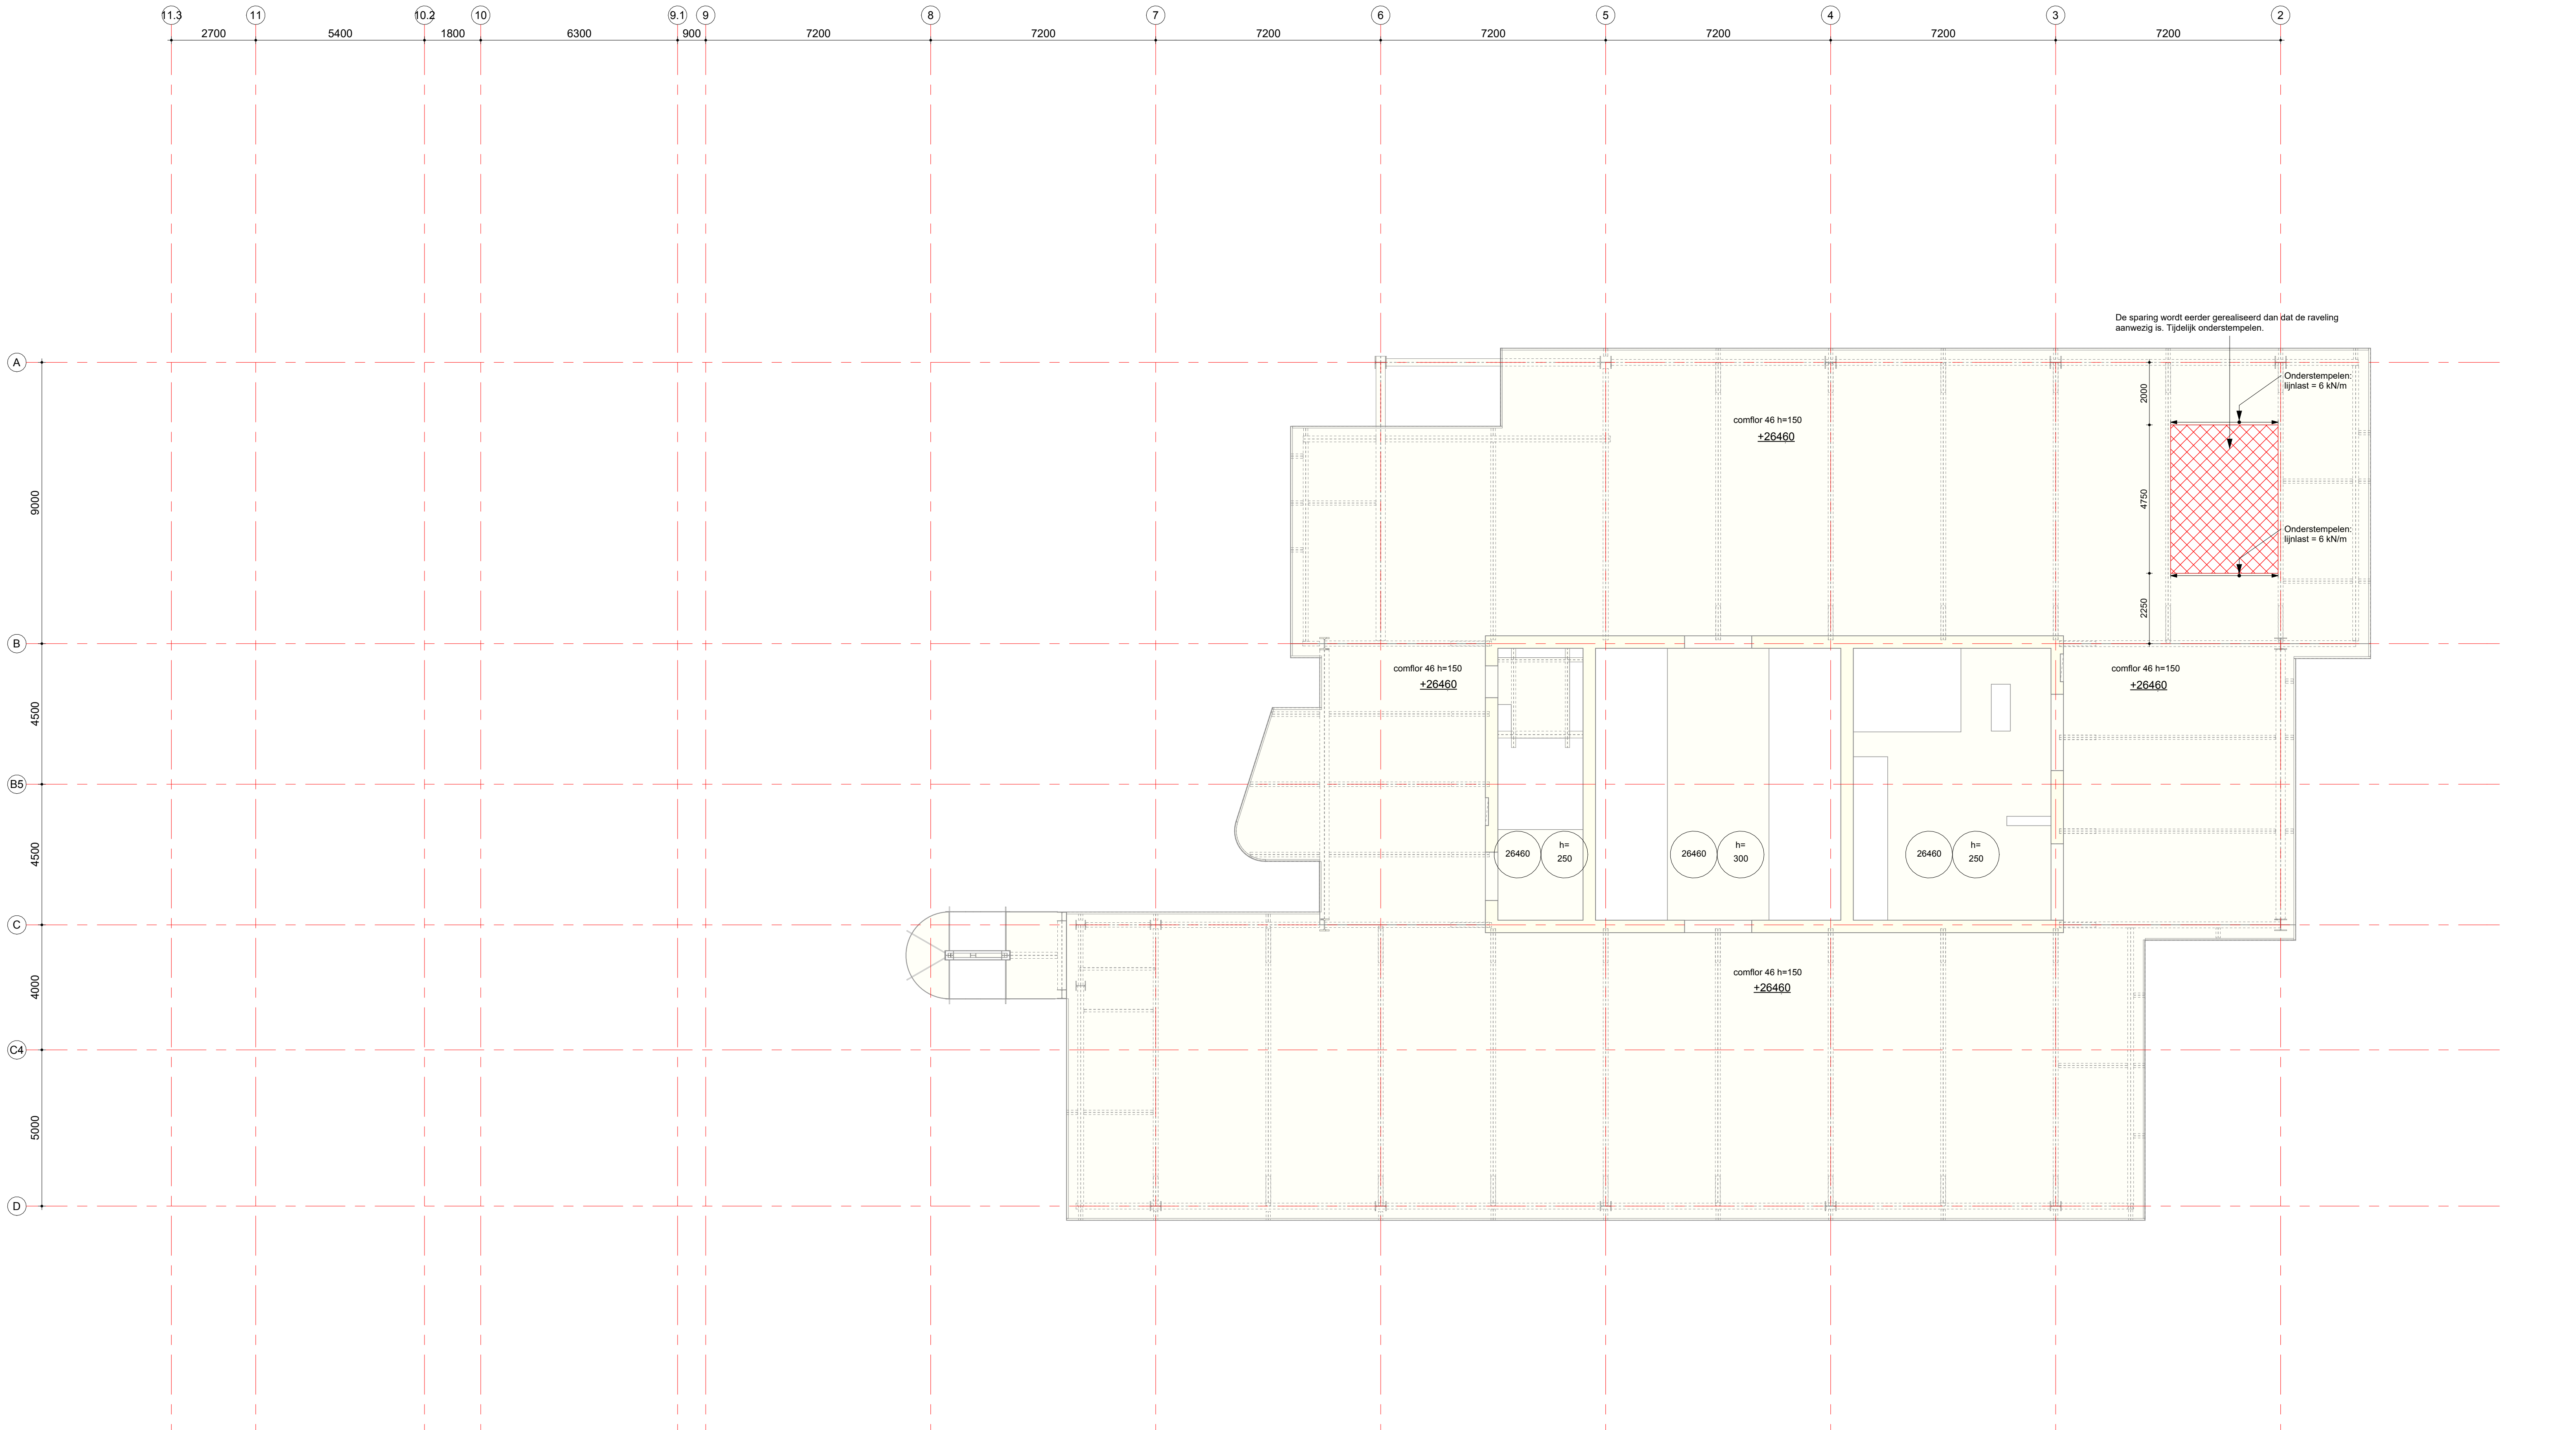 11.3 11 10.2 10 9.1 9 8 7 6 5 4 3 2
2700 5400 1800 6300 900 7200 7200 7200 7200 7200 7200 7200
De sparing wordt eerder gerealiseerd dan dat de raveling
aanwezig is. Tijdelijk onderstempelen.
A
Onderstempelen:
lijnlast = 6 kN/m
2000
comflor 46 h=150
+26460
4750
9000
Onderstempelen:
lijnlast = 6 kN/m
2250
B
comflor 46 h=150
+26460
comflor 46 h=150
+26460
4500
B5
4500
26460
h=
250
26460
h=
300
26460
h=
250
C
comflor 46 h=150
+26460
4000
C4
5000
D